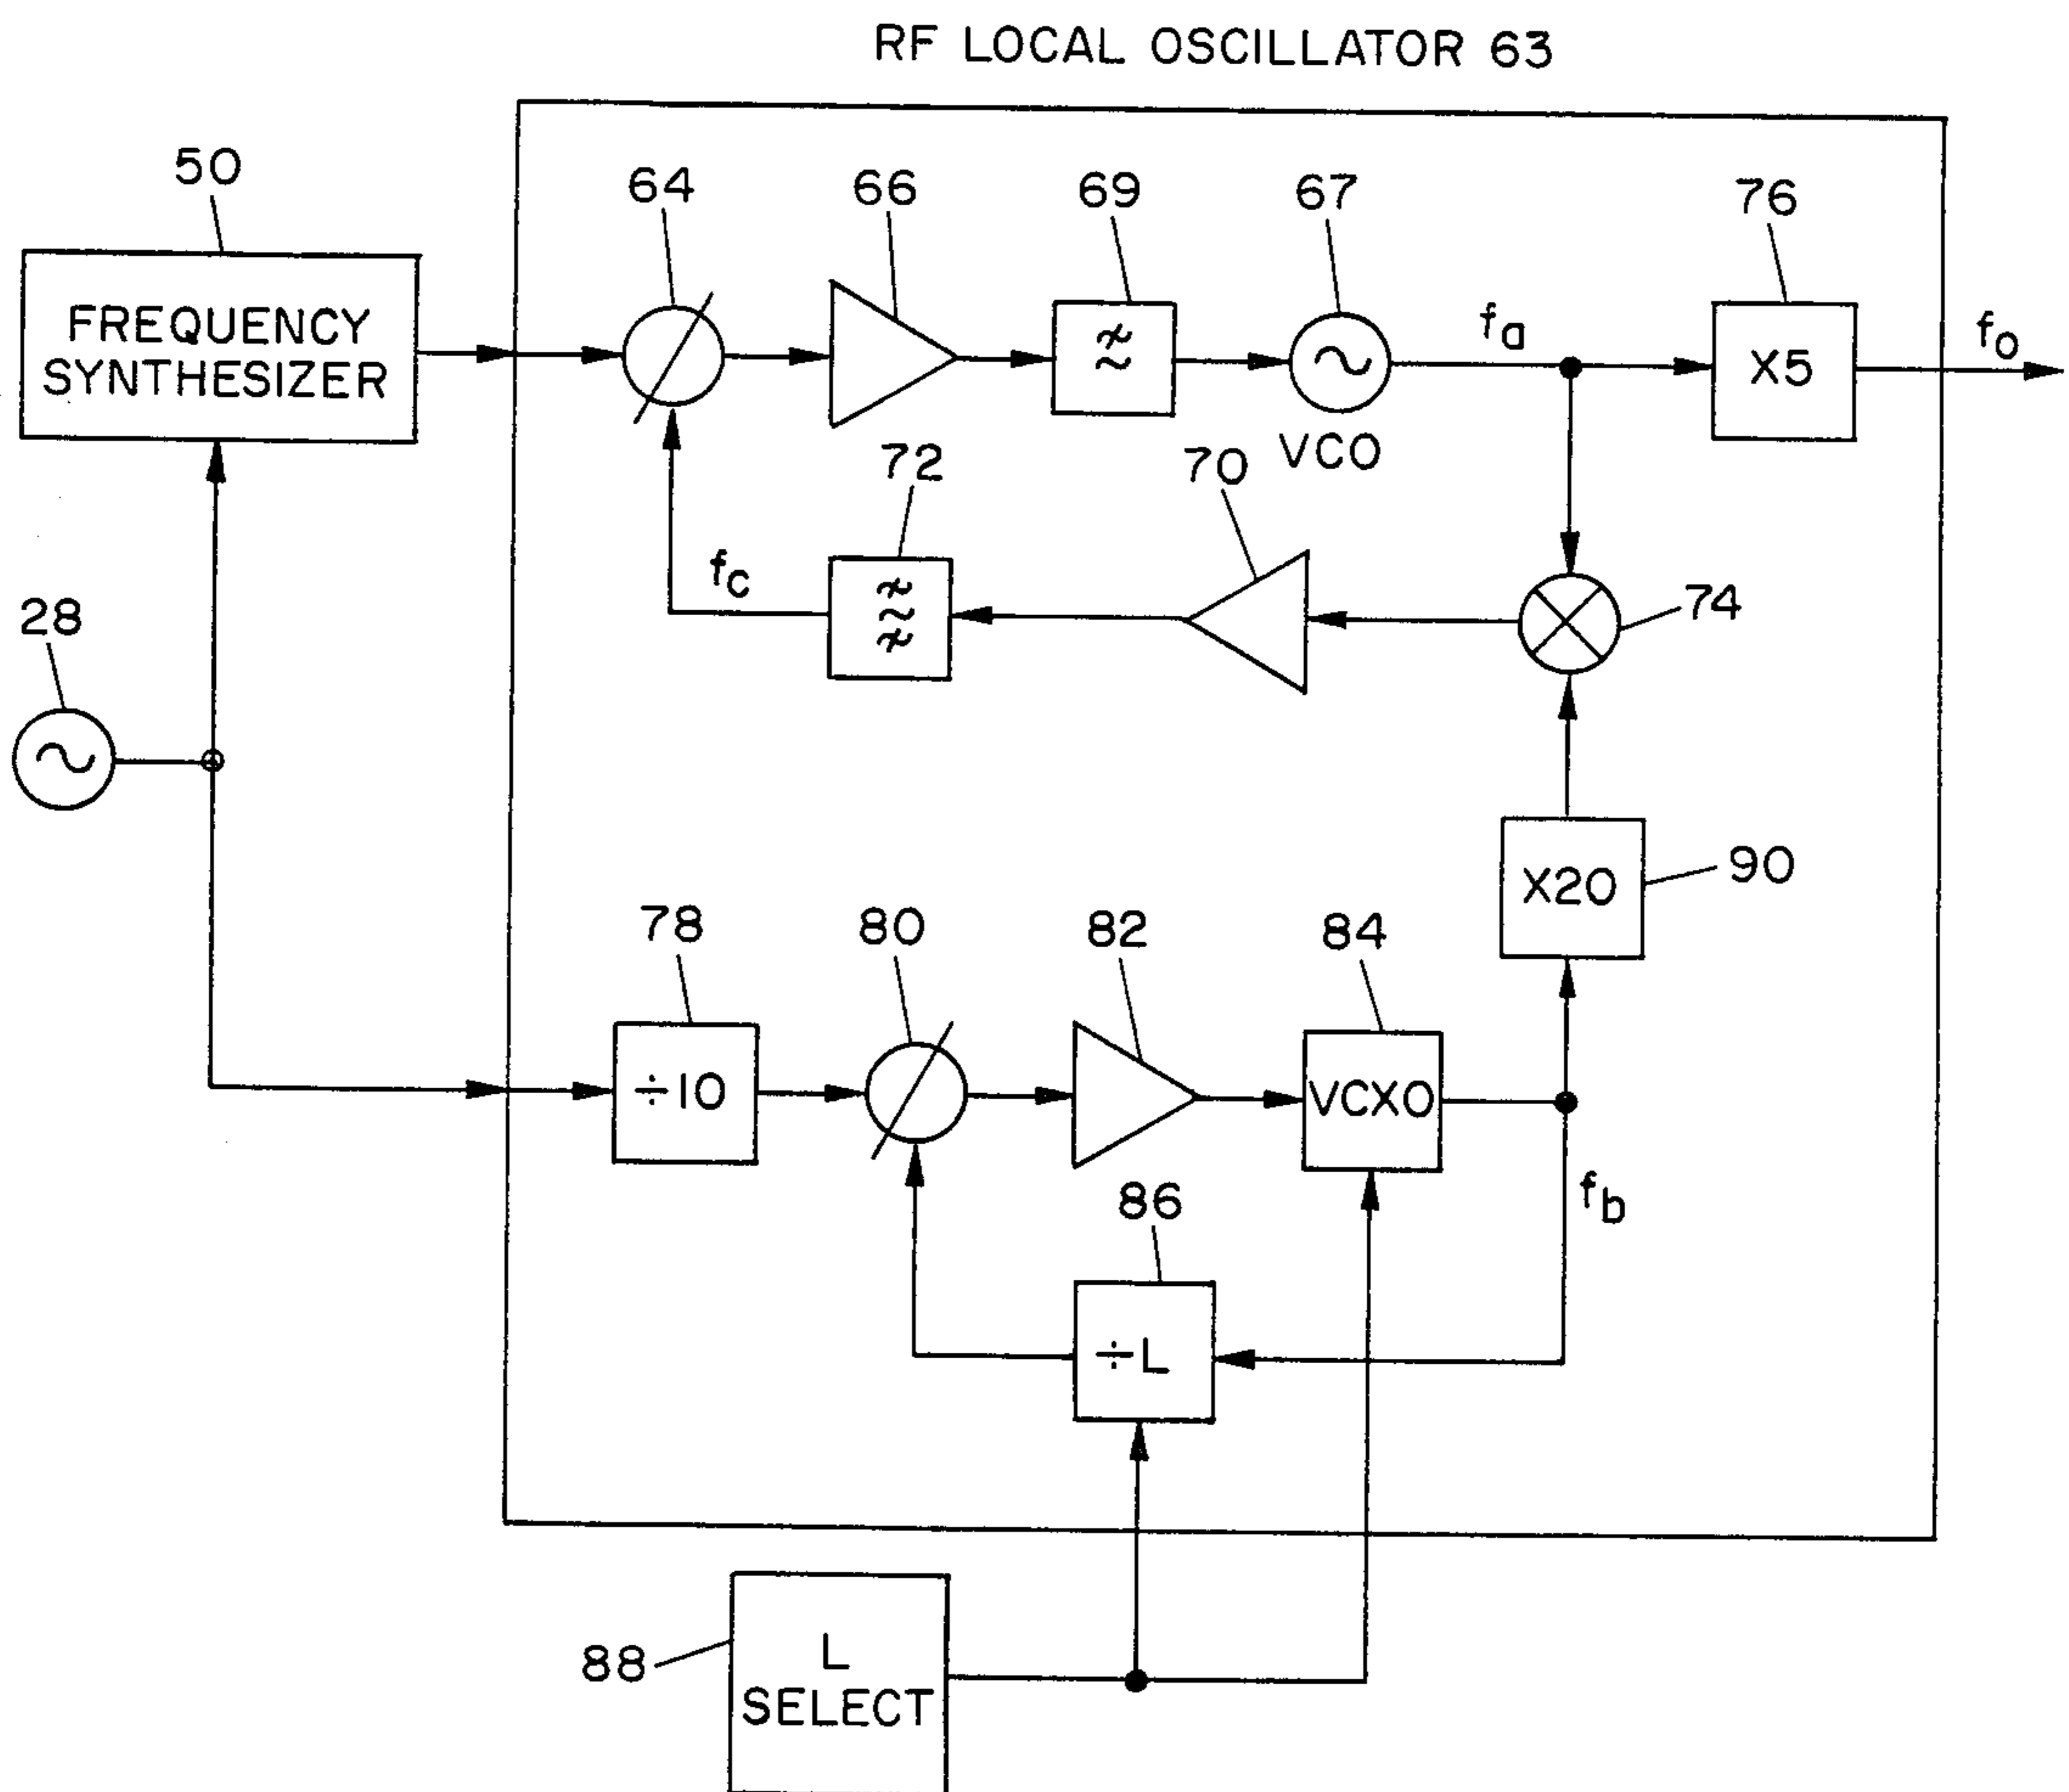 RF LOCAL OSCILLATOR 63
50
64
66
69
67
76
FREQUENCY
SYNTHESIZER
fa
X5
fo
VCO
72
70
fc
74
28
X20
90
78
80
82
84
÷10
VCXO
86
fb
÷L
88
L
SELECT